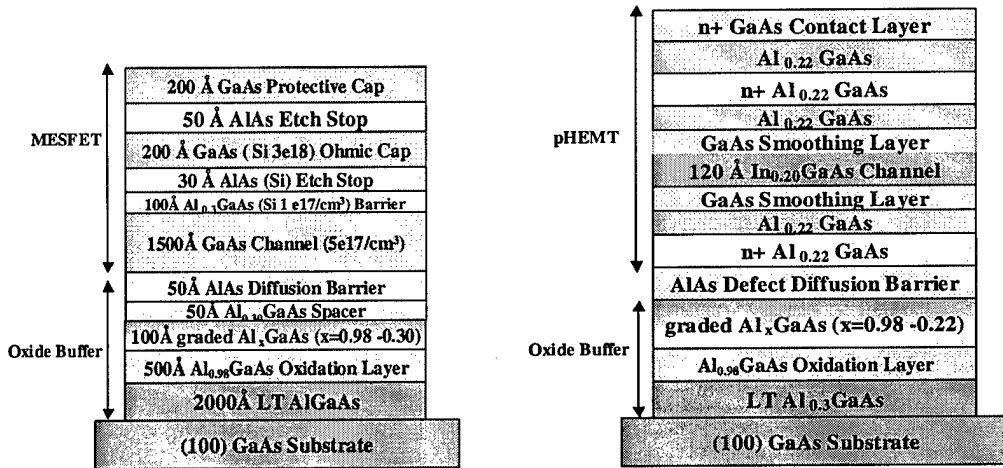 MESFET
200 Å GaAs Protective Cap
50 Å AlAs Etch Stop
200 Å GaAs (Si 3e18) Ohmic Cap
30 Å AlAs (Si) Etch Stop
100Å Al0.3GaAs (Si 1 e17/cm³) Barrier
1500Å GaAs Channel (5e17/cm³)
Oxide Buffer
50Å AlAs Diffusion Barrier
50Å Al0.30GaAs Spacer
100Å graded AlxGaAs (x=0.98 -0.30)
500Å Al0.98GaAs Oxidation Layer
2000Å LT AlGaAs
(100) GaAs Substrate
pHEMT
n+ GaAs Contact Layer
Al0.22 GaAs
n+ Al0.22 GaAs
Al0.22 GaAs
GaAs Smoothing Layer
120 Å In0.20GaAs Channel
GaAs Smoothing Layer
Al0.22 GaAs
n+ Al0.22 GaAs
AlAs Defect Diffusion Barrier
Oxide Buffer
graded AlxGaAs (x=0.98 -0.22)
Al0.98GaAs Oxidation Layer
LT Al0.3GaAs
(100) GaAs Substrate